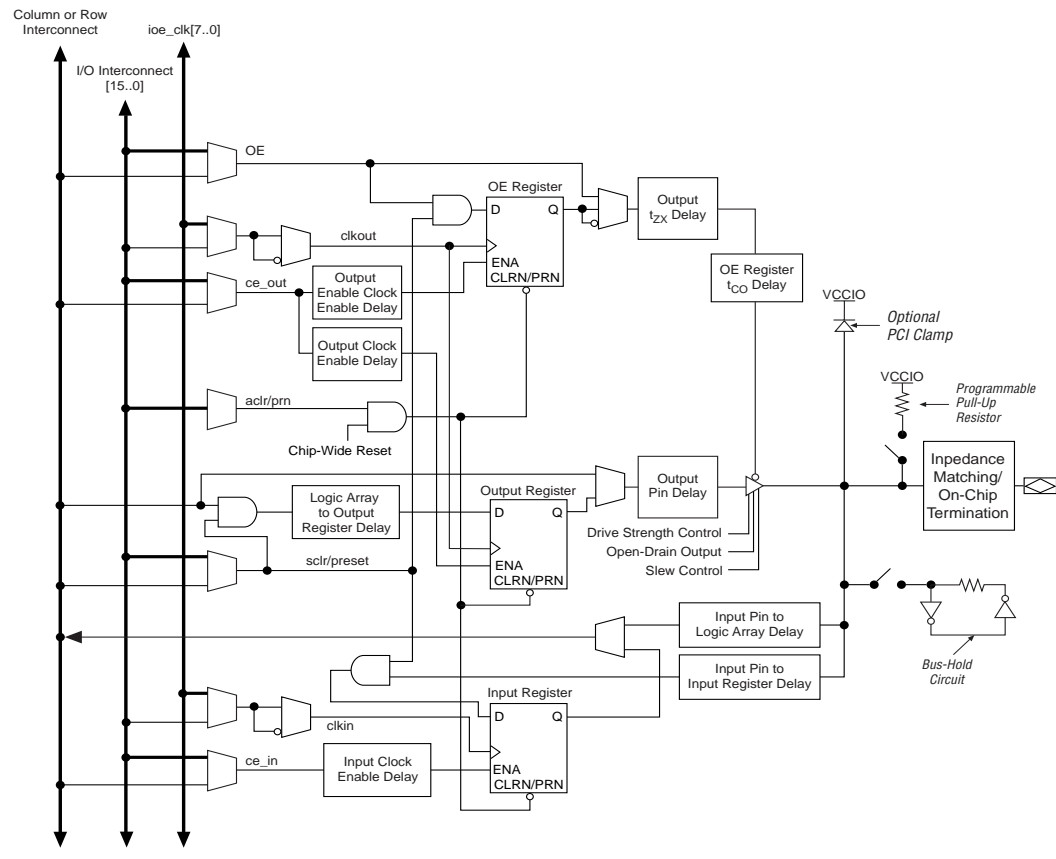 Column or Row
Interconnect
ioe_clk[7..0]
I/O Interconnect
[15..0]
OE
OE Register
D
Q
Output
tZX Delay
clkout
ENA
CLRN/PRN
OE Register
tCO Delay
ce_out
Output
Enable Clock
Enable Delay
Output Clock
Enable Delay
VCCIO
Optional
PCI Clamp
VCCIO
Programmable
Pull-Up
Resistor
aclr/prn
Chip-Wide Reset
Logic Array
to Output
Register Delay
Output Register
D
Q
ENA
CLRN/PRN
Output
Pin Delay
Impedance
Matching/
On-Chip
Termination
Drive Strength Control
Open-Drain Output
Slew Control
sclr/preset
Input Pin to
Logic Array Delay
Input Pin to
Input Register Delay
Bus-Hold
Circuit
Input Register
D
Q
clkin
ENA
CLRN/PRN
ce_in
Input Clock
Enable Delay